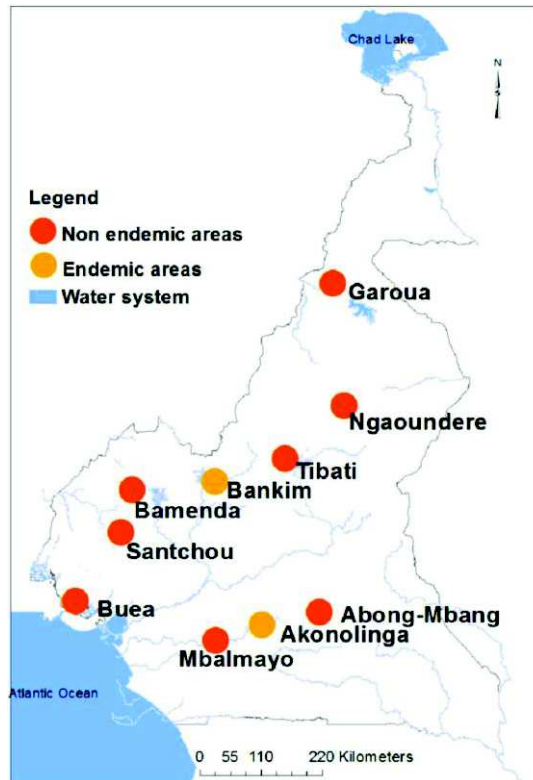 Chad Lake
N
Legend
Non endemic areas
Endemic areas
Water system
Garoua
Ngaoundere
Tibati
Bankim
Bamenda
Santchou
Buea
Abong-Mbang
Akonolinga
Mbalmayo
Atlantic Ocean
0 55 110 220 Kilometers